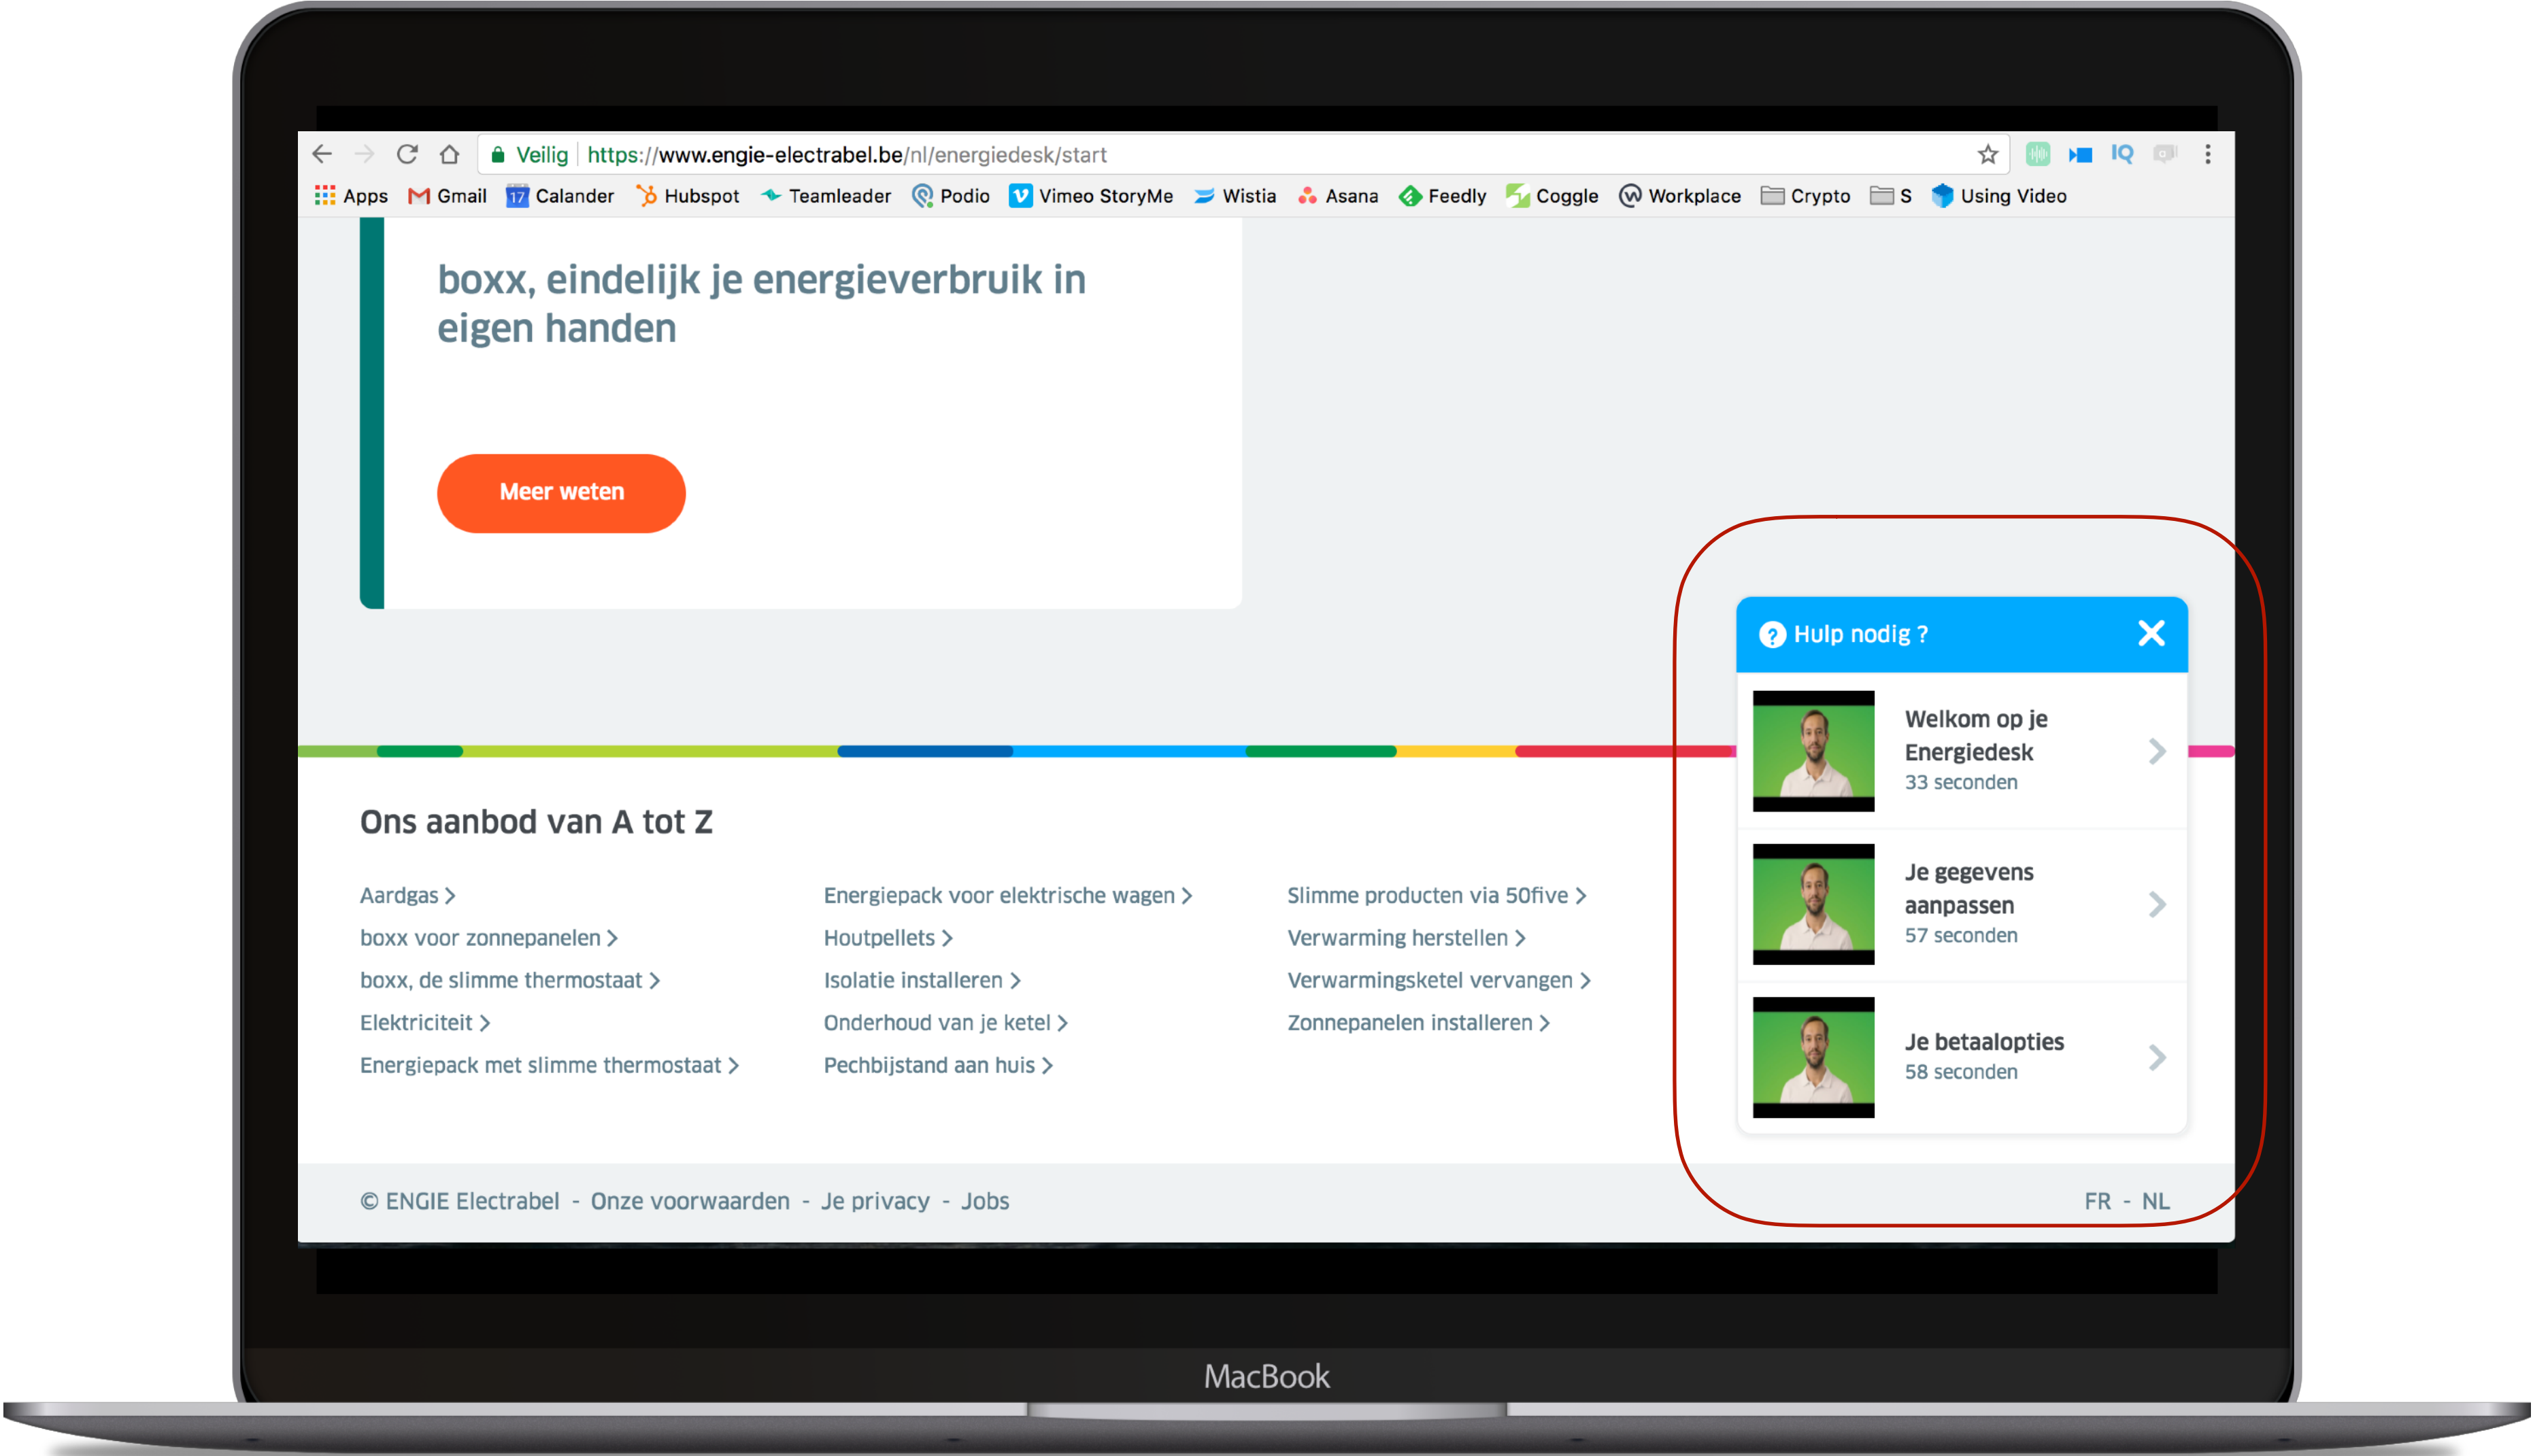 Veilig https://www.engie-electrabel.be/nl/energiedesk/start IQ
Apps Gmail 17 Calander Hubspot Teamleader Podio Vimeo StoryMe Wistia Asana Feedly Coggle Workplace Crypto S Using Video
boxx, eindelijk je energieverbruik in
eigen handen
Meer weten
? Hulp nodig ?
Welkom op je
Energiedesk
33 seconden
Je gegevens
aanpassen
57 seconden
Je betaalopties
58 seconden
Ons aanbod van A tot Z
Aardgas
boxx voor zonnepanelen
boxx, de slimme thermostaat
Elektriciteit
Energiepack met slimme thermostaat
Energiepack voor elektrische wagen
Houtpellets
Isolatie installeren
Onderhoud van je ketel
Pechbijstand aan huis
Slimme producten via 50five
Verwarming herstellen
Verwarmingsketel vervangen
Zonnepanelen installeren
© ENGIE Electrabel - Onze voorwaarden - Je privacy - Jobs
FR - NL
MacBook